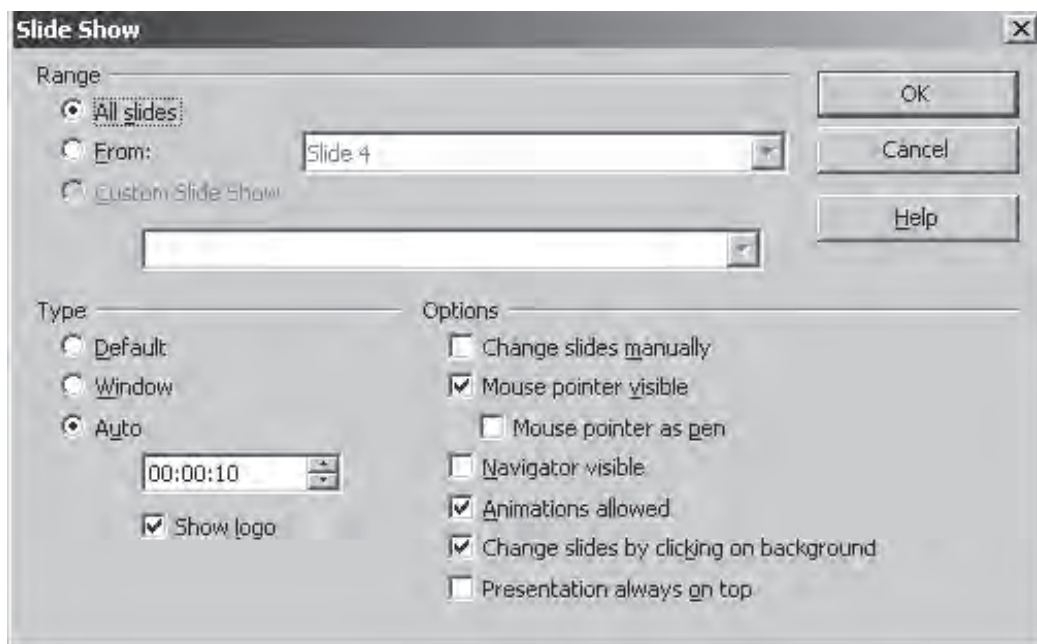 Slide Show
Range
All slides
OK
From:
Slide 4
Cancel
Custom Slide Show
Help
Type
Options
Default
Change slides manually
Window
Mouse pointer visible
Auto
Mouse pointer as pen
00:00:10
Navigator visible
Show logo
Animations allowed
Change slides by clicking on background
Presentation always on top